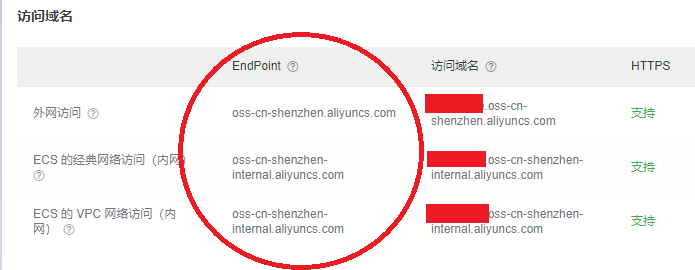 访问域名
EndPoint
访问域名
HTTPS
外网访问
oss-cn-shenzhen.aliyuncs.com
.oss-cn-
shenzhen.aliyuncs.com
支持
ECS 的经典网络访问（内网）
oss-cn-shenzhen-
internal.aliyuncs.com
oss-cn-shenzhen-
internal.aliyuncs.com
支持
ECS 的 VPC 网络访问（内
网）
oss-cn-shenzhen-
internal.aliyuncs.com
oss-cn-shenzhen-
internal.aliyuncs.com
支持